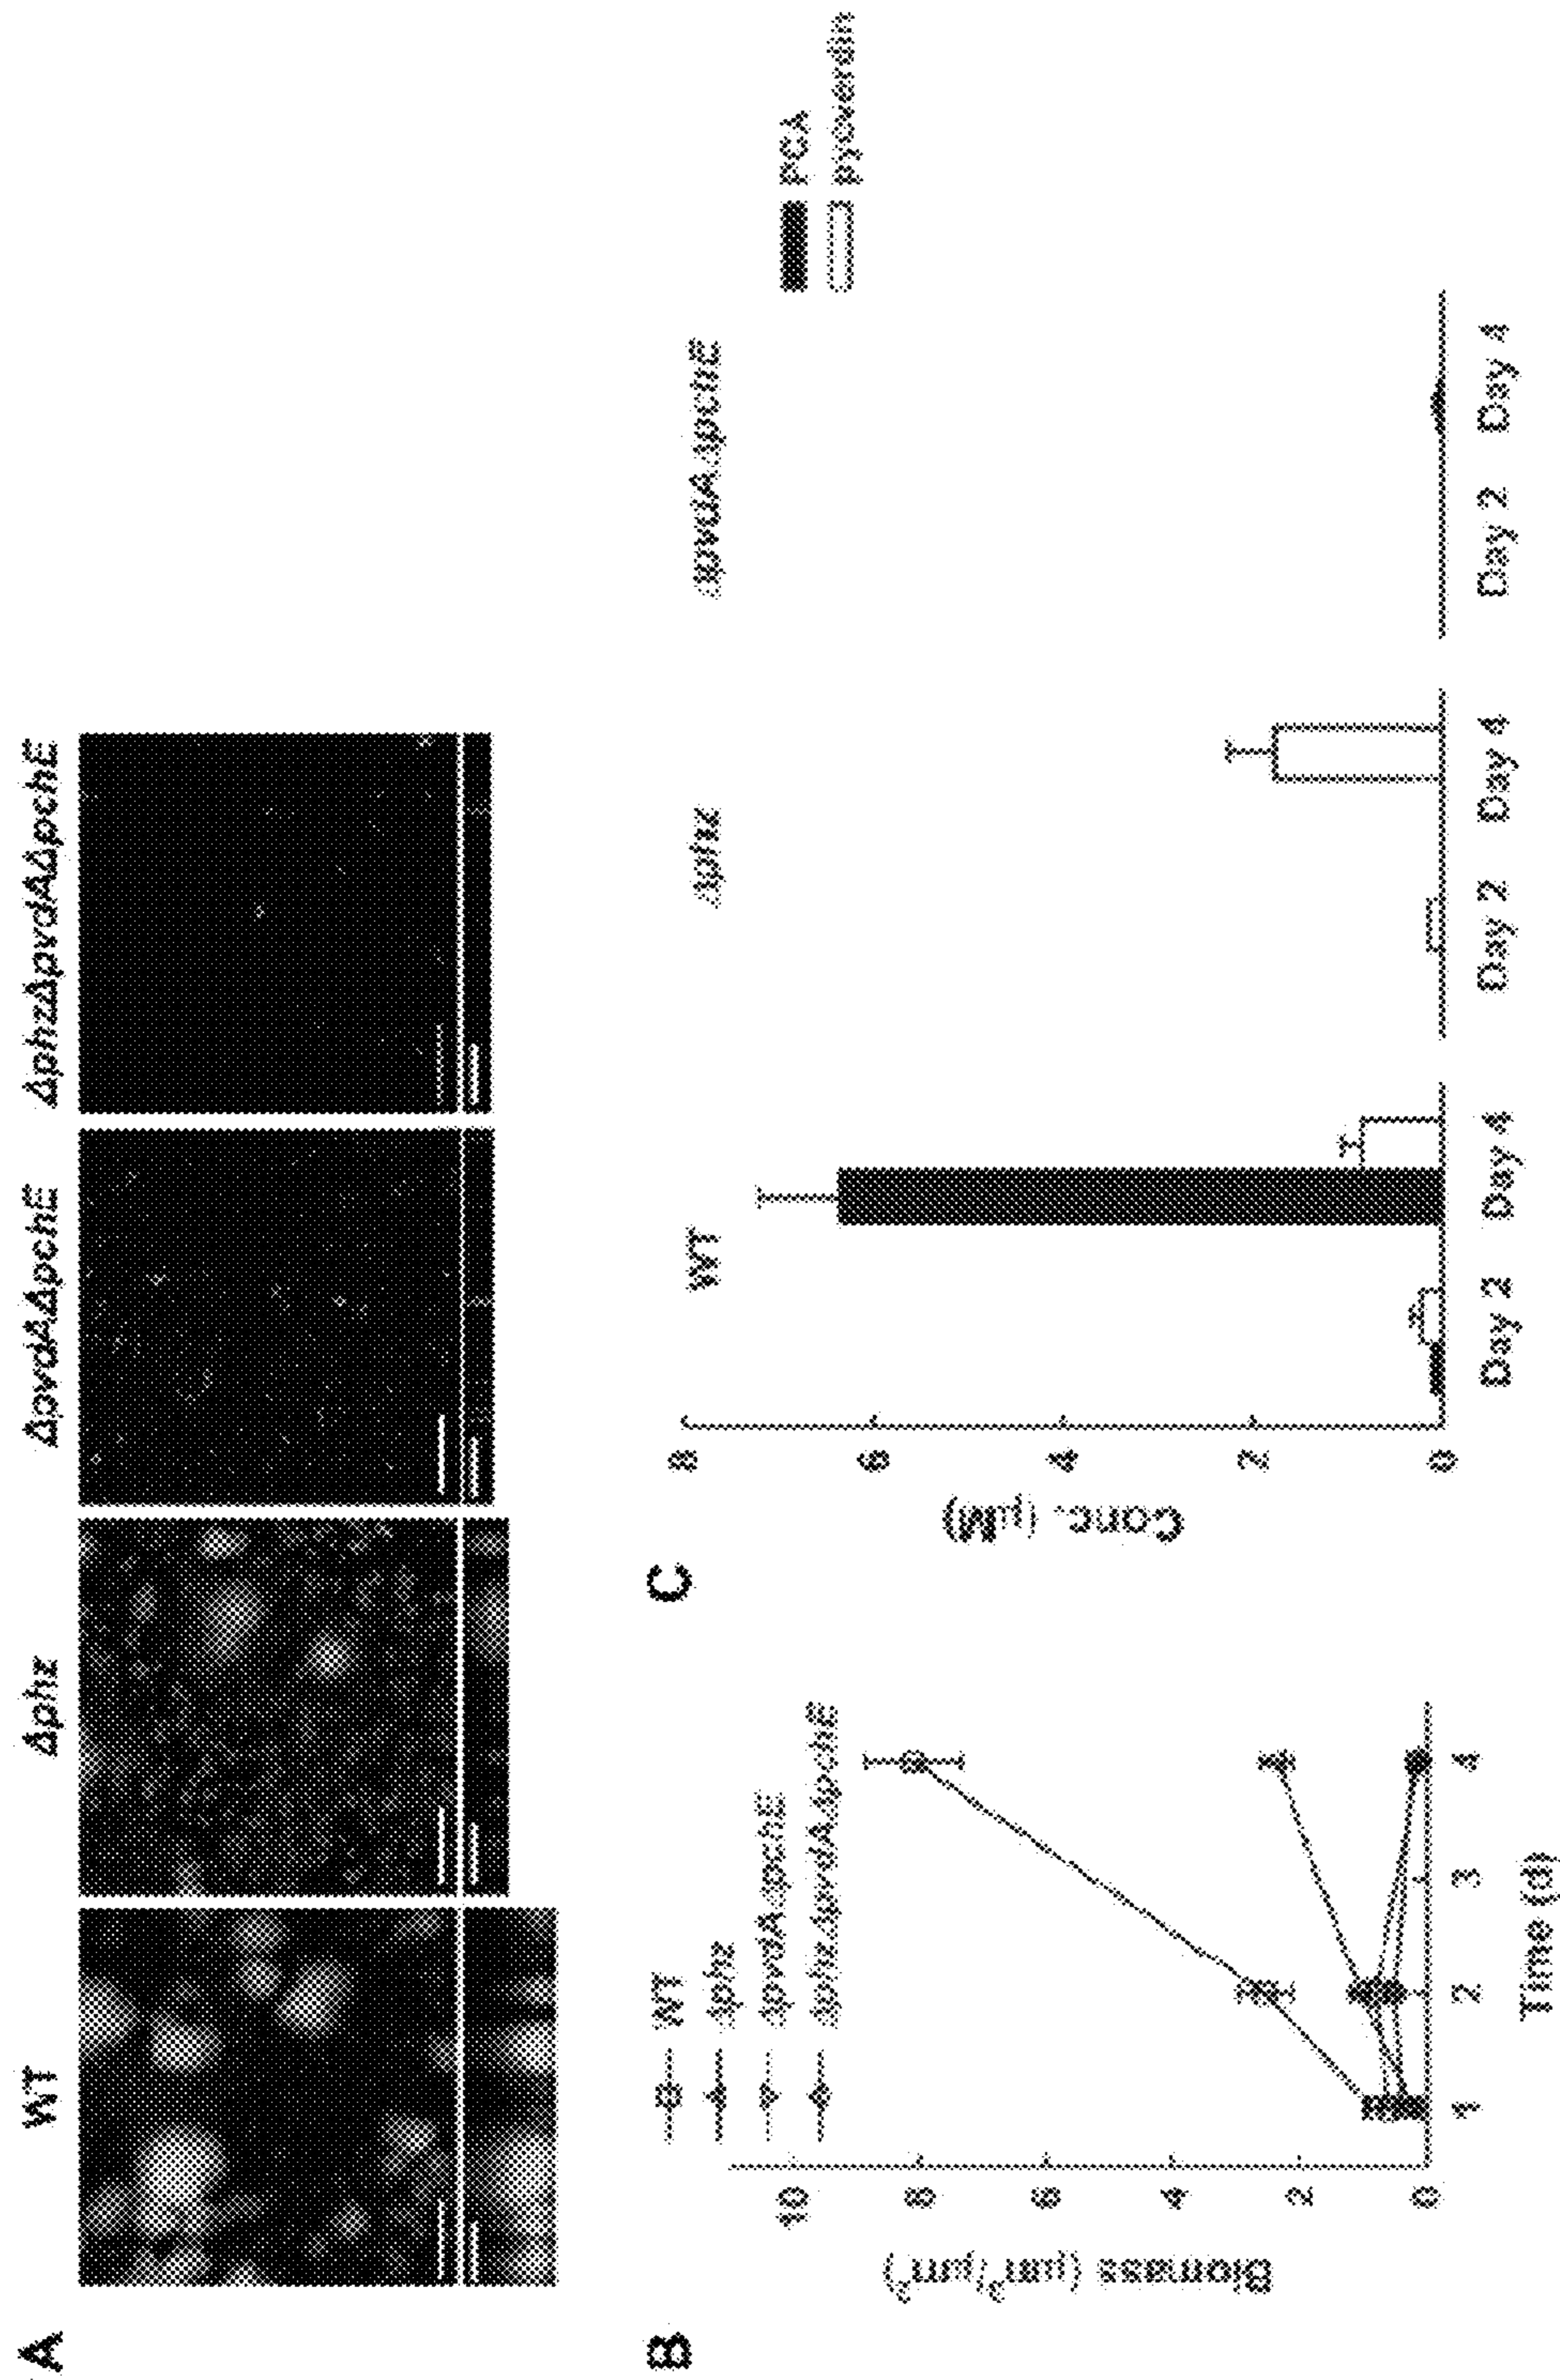 A
WT
Δphz
ΔpvdAΔpchE
ΔphzΔpvdAΔpchE
B
Biomass (μm³/μm²)
10
8
6
4
2
0
WT
Δphz
ΔpvdAΔpchE
ΔphzΔpvdAΔpchE
1
2
3
4
Time (d)
C
Conc. (μM)
8
6
4
2
0
WT
Δphz
ΔpvdAΔpchE
PCA
pyoverdin
Day 2
Day 4
Day 2
Day 4
Day 2
Day 4